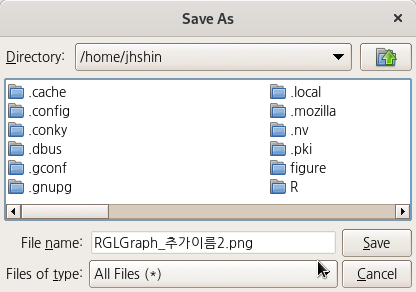 Save As
Directory: /home/jhshin
.cache
.config
.conky
.dbus
.gconf
.gnupg
.local
.mozilla
.nv
.pki
figure
R
File name: RGLGraph_추가이름2.png Save
Files of type: All Files (*) Cancel